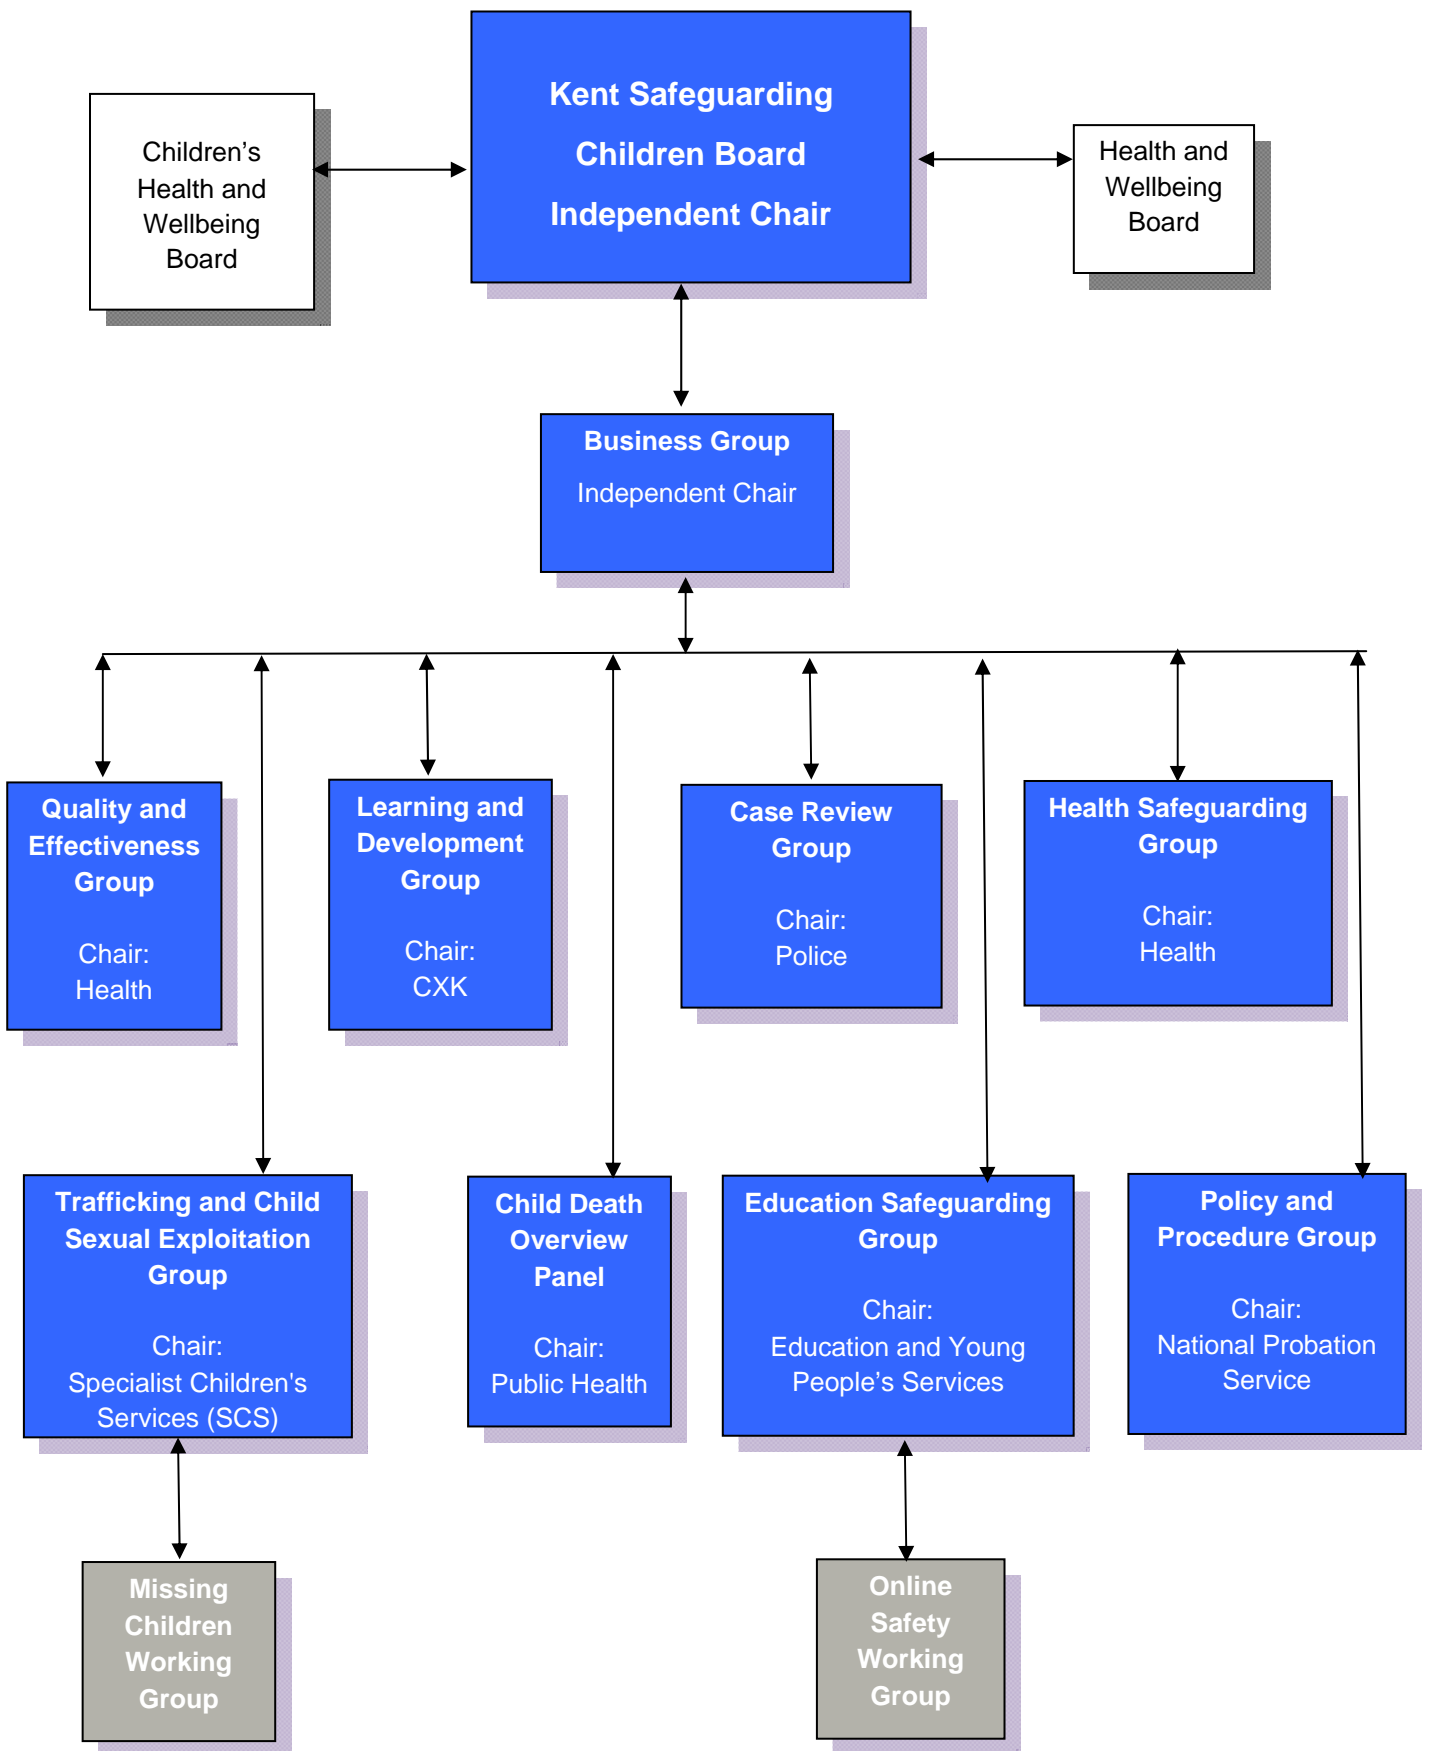 Kent Safeguarding
Children Board
Independent Chair
Children’s
Health and
Wellbeing
Board
Health and
Wellbeing
Board
Business Group
Independent Chair
Quality and
Effectiveness
Group
Chair:
Health
Learning and
Development
Group
Chair:
CXK
Case Review
Group
Chair:
Police
Health Safeguarding
Group
Chair:
Health
Trafficking and Child
Sexual Exploitation
Group
Chair:
Specialist Children's
Services (SCS)
Child Death
Overview
Panel
Chair:
Public Health
Education Safeguarding
Group
Chair:
Education and Young
People’s Services
Policy and
Procedure Group
Chair:
National Probation
Service
Missing
Children
Working
Group
Online
Safety
Working
Group